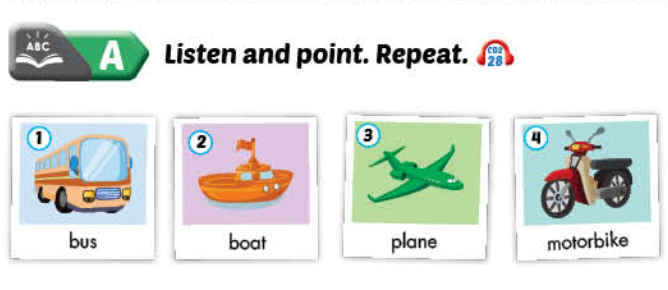 ABC
A Listen and point. Repeat. CD2 28
1
bus
2
boat
3
plane
4
motorbike